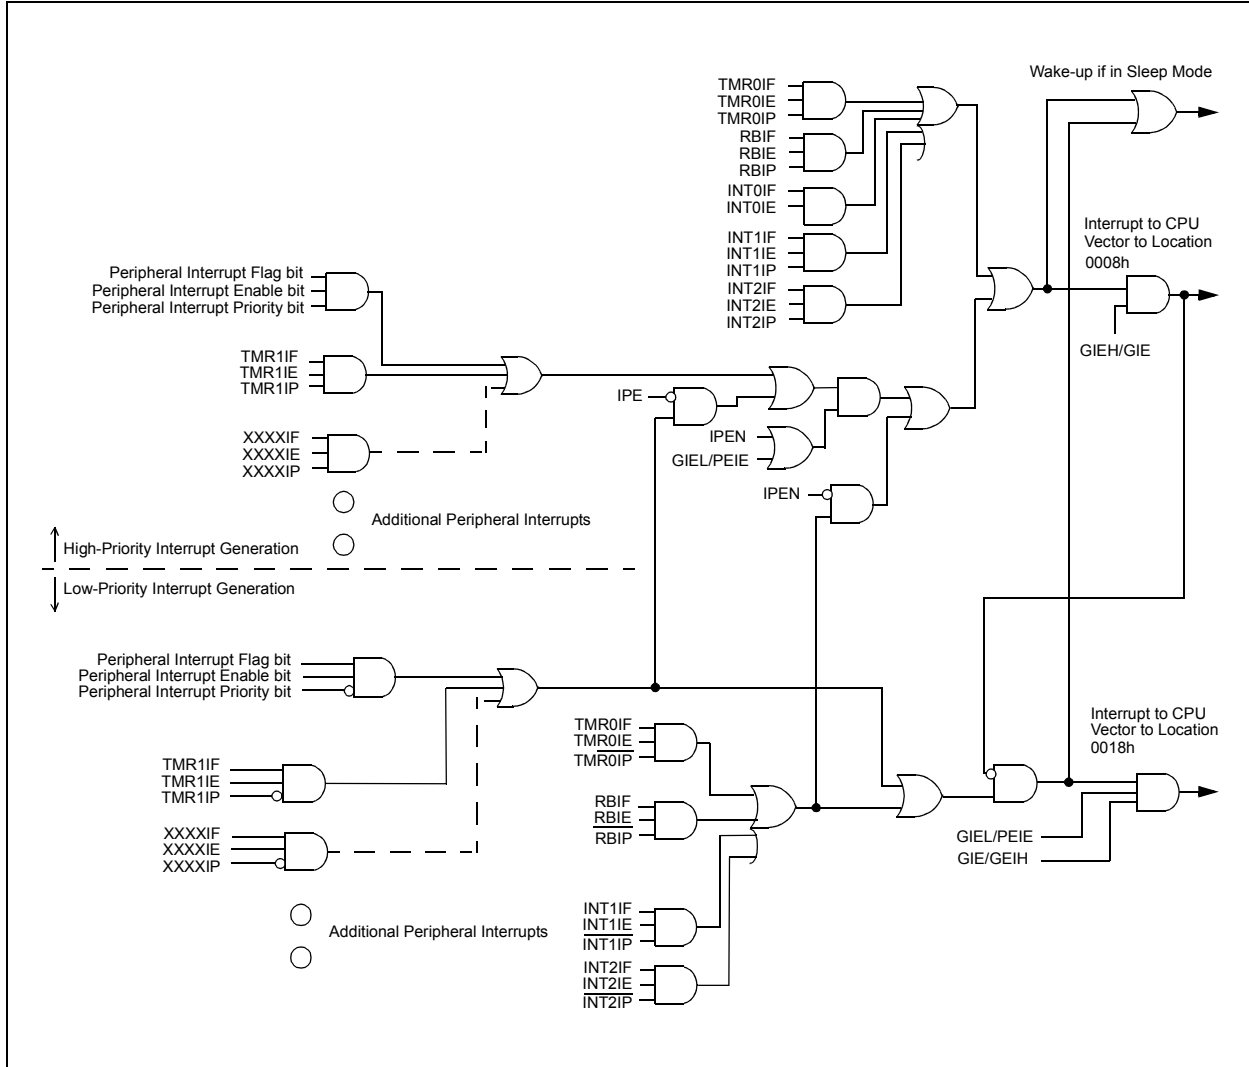 Wake-up if in Sleep Mode
TMR0IF
TMR0IE
TMR0IP
RBIF
RBIE
RBIP
INT0IF
INT0IE
INT1IF
INT1IE
INT1IP
INT2IF
INT2IE
INT2IP
Interrupt to CPU
Vector to Location
0008h
GIEH/GIE
Peripheral Interrupt Flag bit
Peripheral Interrupt Enable bit
Peripheral Interrupt Priority bit
TMR1IF
TMR1IE
TMR1IP
XXXXIF
XXXXIE
XXXXIP
IPE
IPEN
GIEL/PEIE
IPEN
Additional Peripheral Interrupts
High-Priority Interrupt Generation
Low-Priority Interrupt Generation
Peripheral Interrupt Flag bit
Peripheral Interrupt Enable bit
Peripheral Interrupt Priority bit
TMR1IF
TMR1IE
TMR1IP
XXXXIF
XXXXIE
XXXXIP
Additional Peripheral Interrupts
TMR0IF
TMR0IE
TMR0IP
RBIF
RBIE
RBIP
INT1IF
INT1IE
INT1IP
INT2IF
INT2IE
INT2IP
Interrupt to CPU
Vector to Location
0018h
GIEL/PEIE
GIE/GEIH